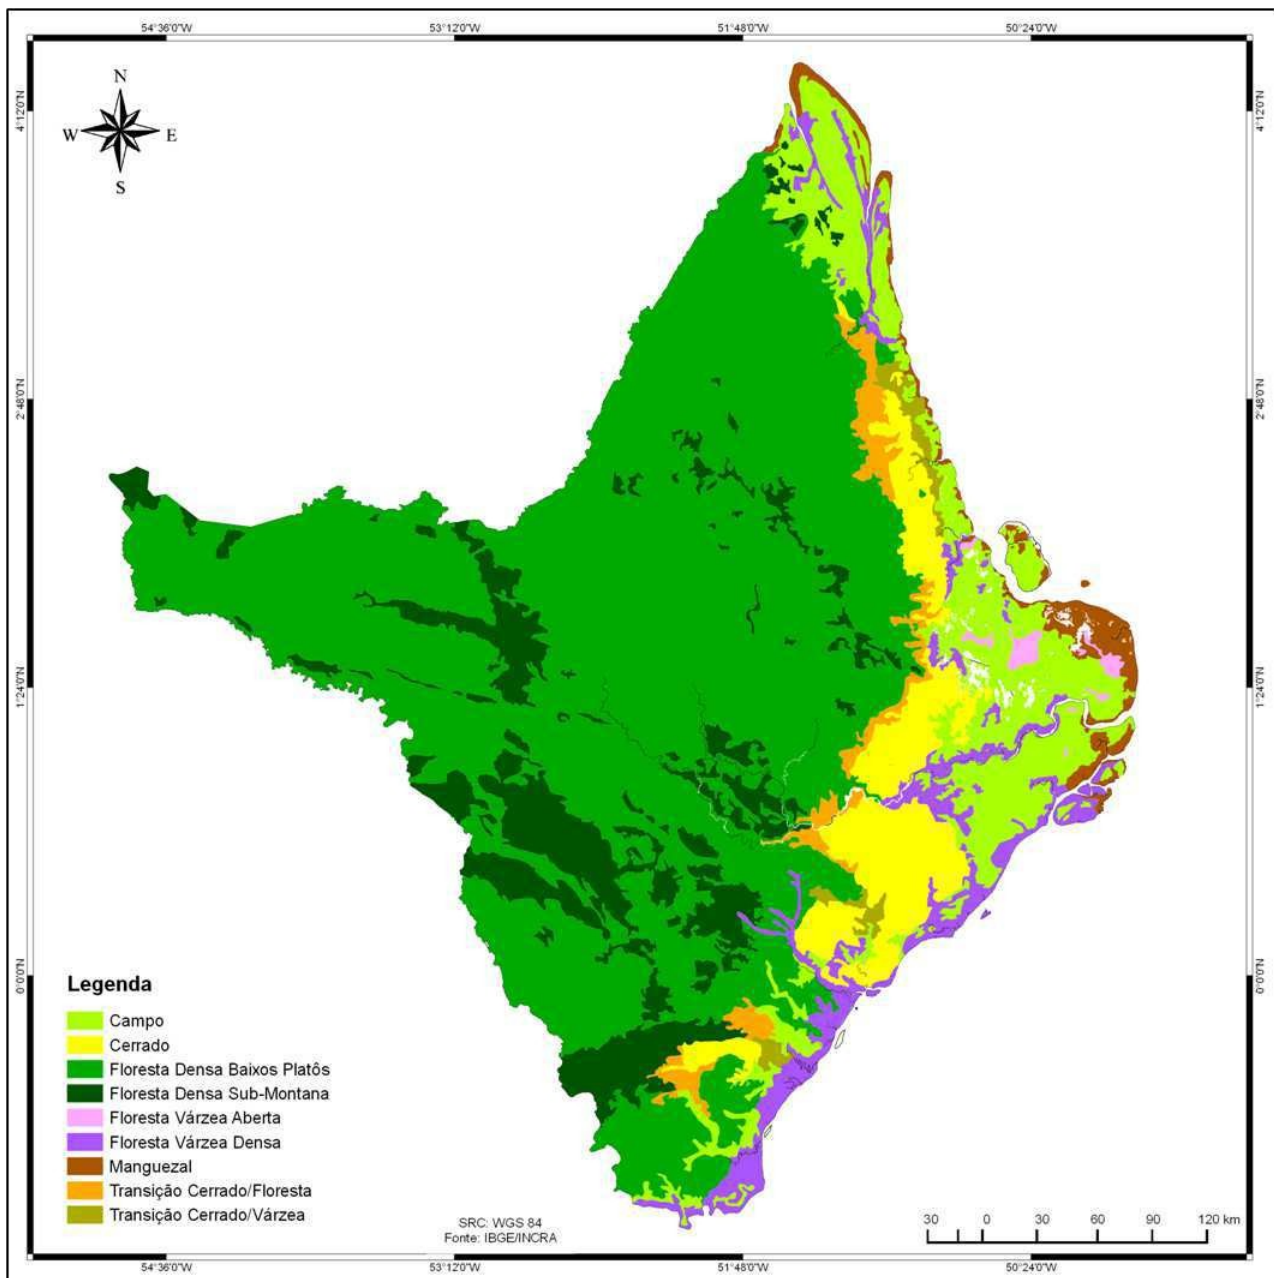 54°36'0"W 53°12'0"W 51°48'0"W 50°24'0"W
N
W E
S
4°12'0"N 4°12'0"N
2°48'0"N 2°48'0"N
1°24'0"N 1°24'0"N
0°0'0"N 0°0'0"N
Legenda
Campo
Cerrado
Floresta Densa Baixos Platôs
Floresta Densa Sub-Montana
Floresta Várzea Aberta
Floresta Várzea Densa
Manguezal
Transição Cerrado/Floresta
Transição Cerrado/Várzea
SRC: WGS 84
Fonte: IBGE/INCRA
30 0 30 60 90 120 km
54°36'0"W 53°12'0"W 51°48'0"W 50°24'0"W